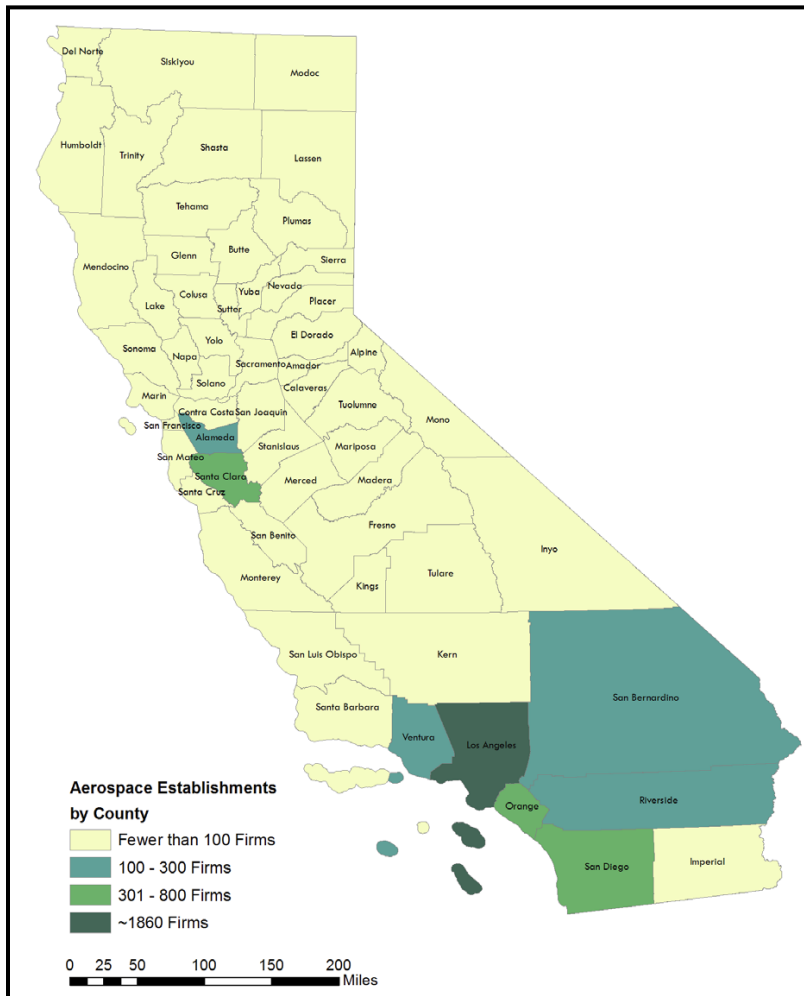 Del Norte
Siskiyou
Modoc
Humboldt
Trinity
Shasta
Lassen
Tehama
Plumas
Mendocino
Glenn
Butte
Sierra
Lake
Colusa
Sutter
Yuba
Nevada
Placer
Sonoma
Napa
Yolo
El Dorado
Sacramento
Amador
Alpine
Solano
Calaveras
Marin
Contra Costa
San Joaquin
Tuolumne
Mono
San Francisco
Alameda
Stanislaus
Mariposa
San Mateo
Santa Clara
Merced
Madera
Santa Cruz
Fresno
San Benito
Inyo
Monterey
Kings
Tulare
San Luis Obispo
Kern
San Bernardino
Santa Barbara
Ventura
Los Angeles
Orange
Riverside
San Diego
Imperial
Aerospace Establishments
by County
Fewer than 100 Firms
100 - 300 Firms
301 - 800 Firms
~1860 Firms
0 25 50 100 150 200
Miles